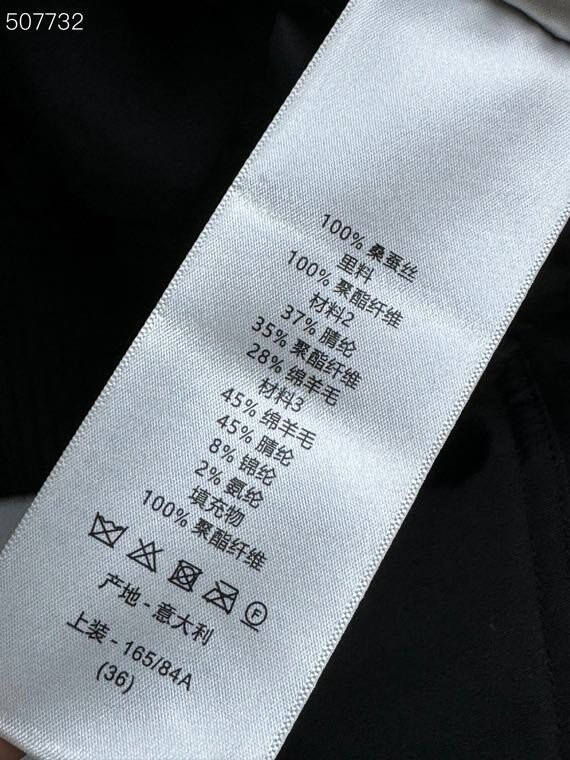 507732
100% 桑蚕丝
里料
100% 聚酯纤维
材料2
37% 腈纶
35% 聚酯纤维
28% 绵羊毛
材料3
45% 绵羊毛
45% 腈纶
8% 锦纶
2% 氨纶
填充物
100% 聚酯纤维
F
产地 - 意大利
上装 - 165/84A
(36)